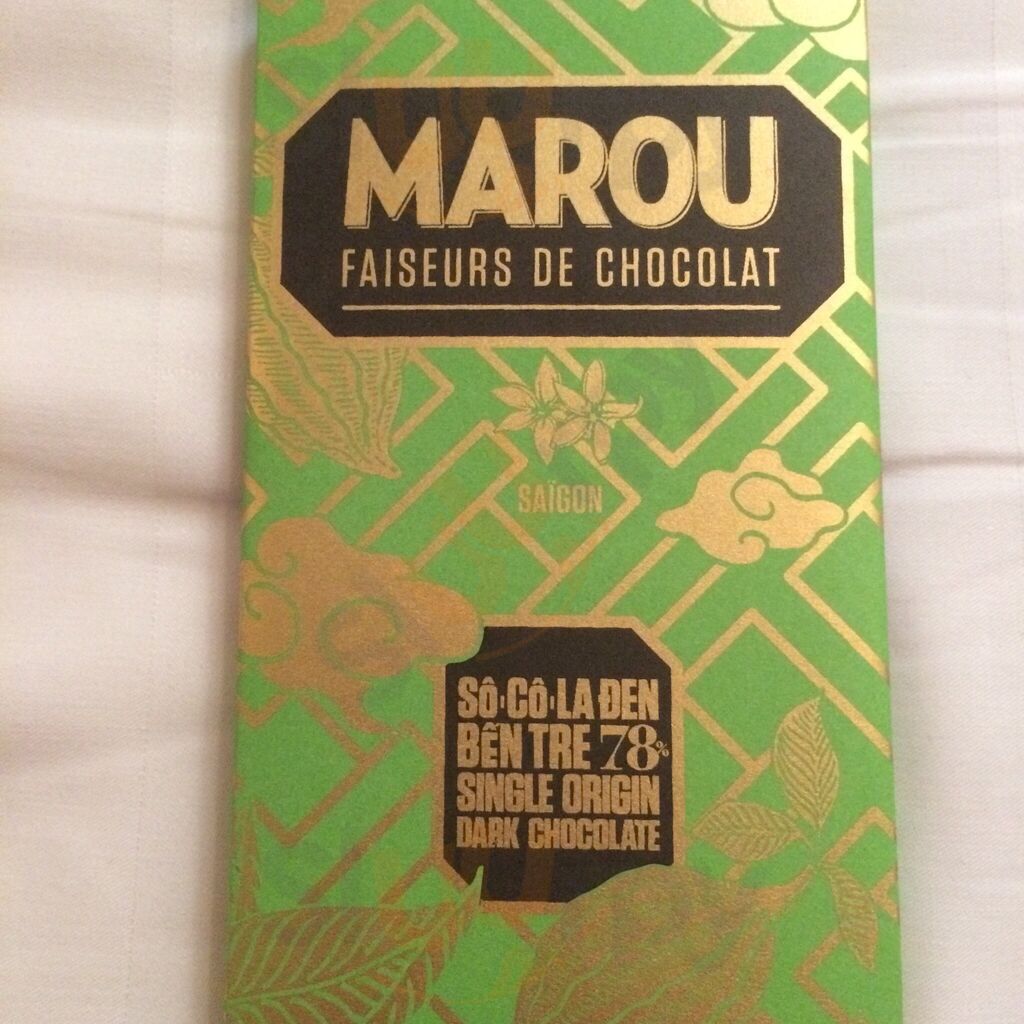 MAROU
FAISEURS DE CHOCOLAT
SAÏGON
SÔ·CÔ·LA ĐEN
BẾN TRE 78%
SINGLE ORIGIN
DARK CHOCOLATE